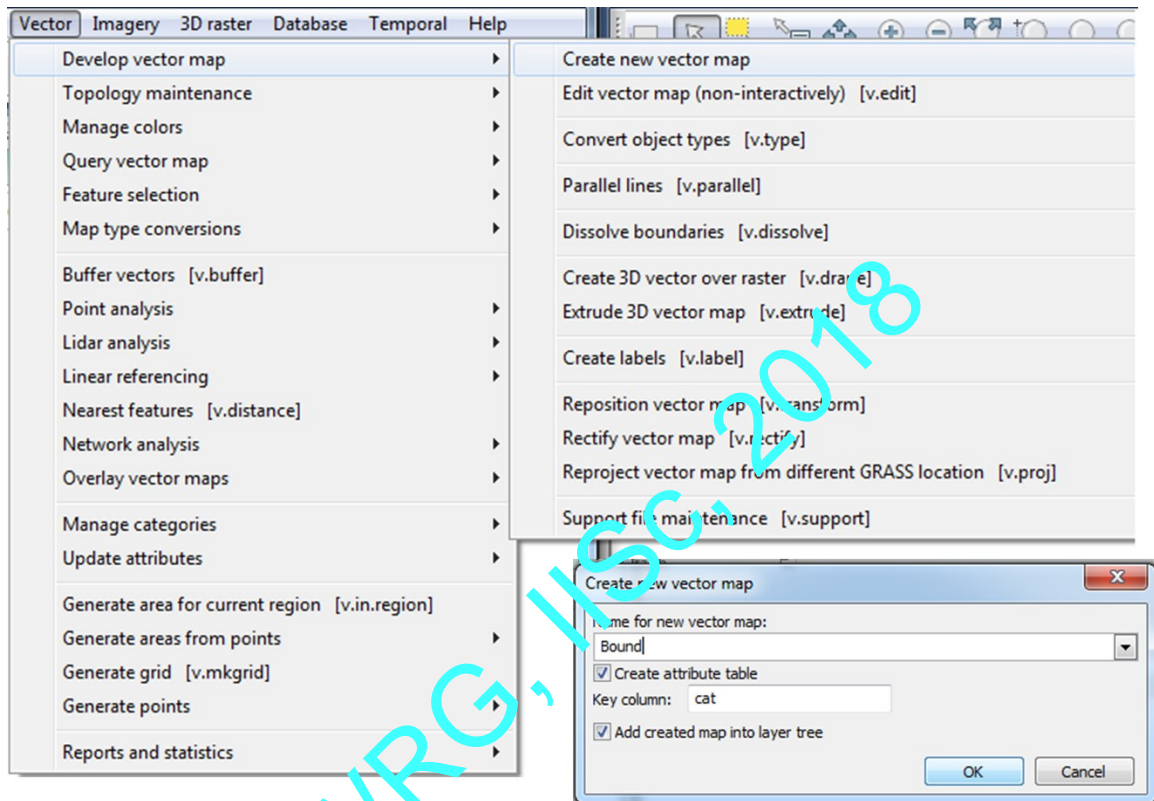 Vector Imagery 3D raster Database Temporal Help
Develop vector map
Topology maintenance
Manage colors
Query vector map
Feature selection
Map type conversions
Buffer vectors [v.buffer]
Point analysis
Lidar analysis
Linear referencing
Nearest features [v.distance]
Network analysis
Overlay vector maps
Manage categories
Update attributes
Generate area for current region [v.in.region]
Generate areas from points
Generate grid [v.mkgrid]
Generate points
Reports and statistics
Create new vector map
Edit vector map (non-interactively) [v.edit]
Convert object types [v.type]
Parallel lines [v.parallel]
Dissolve boundaries [v.dissolve]
Create 3D vector over raster [v.drape]
Extrude 3D vector map [v.extrude]
Create labels [v.label]
Reposition vector map [v.transform]
Rectify vector map [v.rectify]
Reproject vector map from different GRASS location [v.proj]
Support file maintenance [v.support]
Create new vector map
Name for new vector map:
Bound
Create attribute table
Key column: cat
Add created map into layer tree
OK Cancel
IISc, 2018